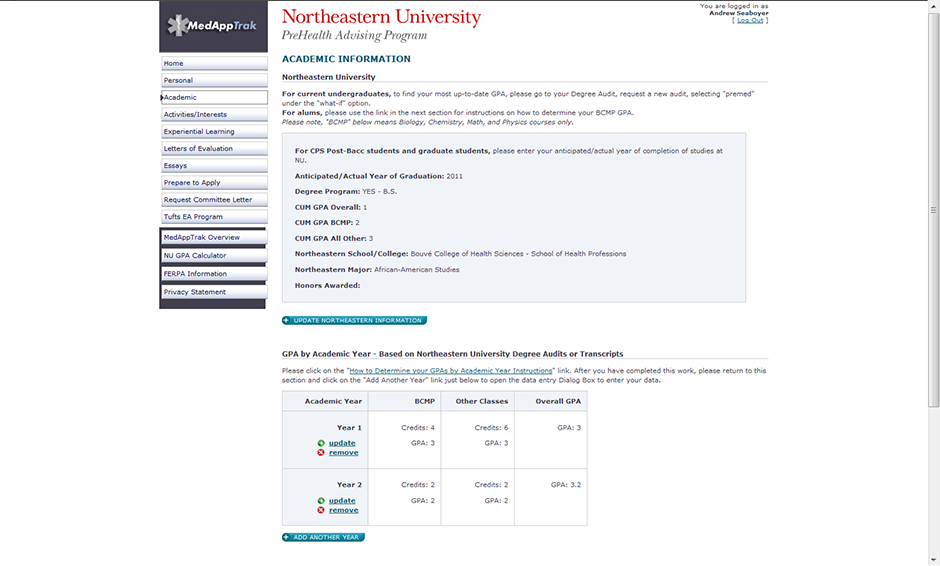 MedAppTrak
Northeastern University
PreHealth Advising Program
You are logged in as
Andrew Seaboyer
[ Log Out ]
Home
Personal
Academic
Activities/Interests
Experiential Learning
Letters of Evaluation
Essays
Prepare to Apply
Request Committee Letter
Tufts EA Program
MedAppTrak Overview
NU GPA Calculator
FERPA Information
Privacy Statement
ACADEMIC INFORMATION
Northeastern University
For current undergraduates, to find your most up-to-date GPA, please go to your Degree Audit, request a new audit, selecting "premed"
under the "what-if" option.
For alums, please use the link in the next section for instructions on how to determine your BCMP GPA.
Please note, "BCMP" below means Biology, Chemistry, Math, and Physics courses only.
For CPS Post-Bacc students and graduate students, please enter your anticipated/actual year of completion of studies at
NU.
Anticipated/Actual Year of Graduation: 2011
Degree Program: YES - B.S.
CUM GPA Overall: 1
CUM GPA BCMP: 2
CUM GPA All Other: 3
Northeastern School/College: Bouvé College of Health Sciences - School of Health Professions
Northeastern Major: African-American Studies
Honors Awarded:
UPDATE NORTHEASTERN INFORMATION
GPA by Academic Year - Based on Northeastern University Degree Audits or Transcripts
Please click on the "How to Determine your GPAs by Academic Year Instructions" link. After you have completed this work, please return to this
section and click on the "Add Another Year" link just below to open the data entry Dialog Box to enter your data.
Academic Year BCMP Other Classes Overall GPA
Year 1 Credits: 4 Credits: 6 GPA: 3
update GPA: 3 GPA: 3
remove
Year 2 Credits: 2 Credits: 2 GPA: 3.2
update GPA: 2 GPA: 2
remove
ADD ANOTHER YEAR